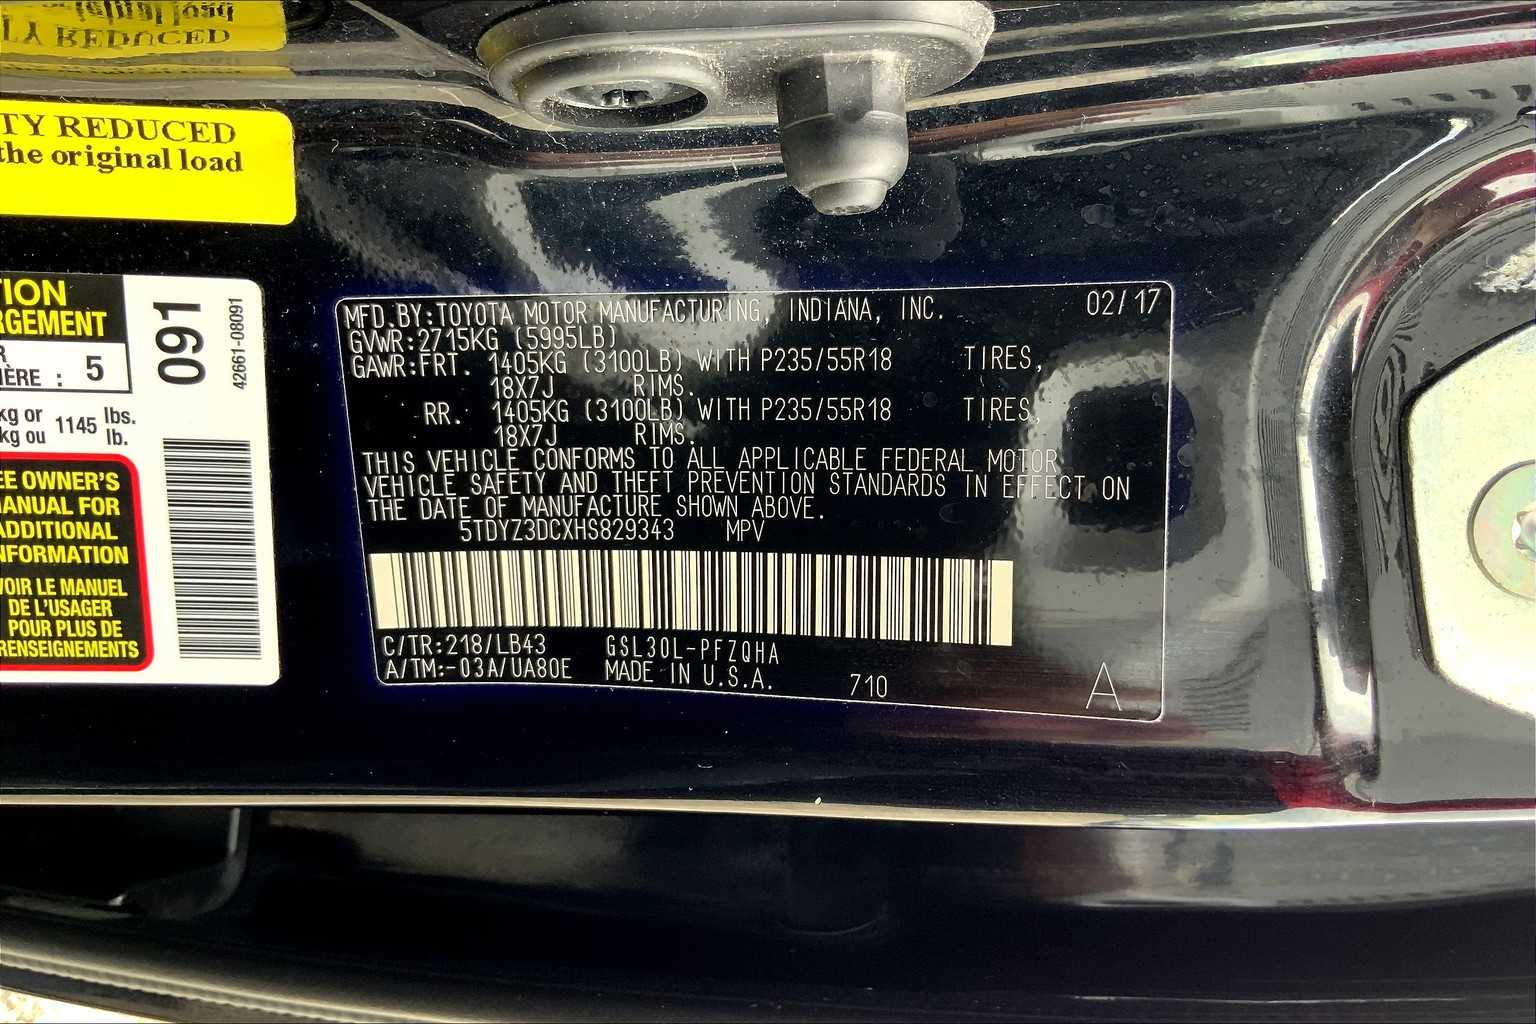 TY REDUCED
the original load
TION
RGEMENT
R
IÈRE : 5
kg or 1145 lbs.
kg ou lb.
EE OWNER'S
MANUAL FOR
ADDITIONAL
INFORMATION
VOIR LE MANUEL
DE L'USAGER
POUR PLUS DE
RENSEIGNEMENTS
091
42661-08091
MFD.BY:TOYOTA MOTOR MANUFACTURING, INDIANA, INC. 02/17
GVWR:2715KG (5995LB)
GAWR:FRT. 1405KG (3100LB) WITH P235/55R18 TIRES,
18X7J RIMS.
RR. 1405KG (3100LB) WITH P235/55R18 TIRES,
18X7J RIMS.
THIS VEHICLE CONFORMS TO ALL APPLICABLE FEDERAL MOTOR
VEHICLE SAFETY AND THEFT PREVENTION STANDARDS IN EFFECT ON
THE DATE OF MANUFACTURE SHOWN ABOVE.
5TDYZ3DCXHS829343 MPV
C/TR:218/LB43 GSL30L-PFZQHA
A/TM:-03A/UA80E MADE IN U.S.A. 710 A